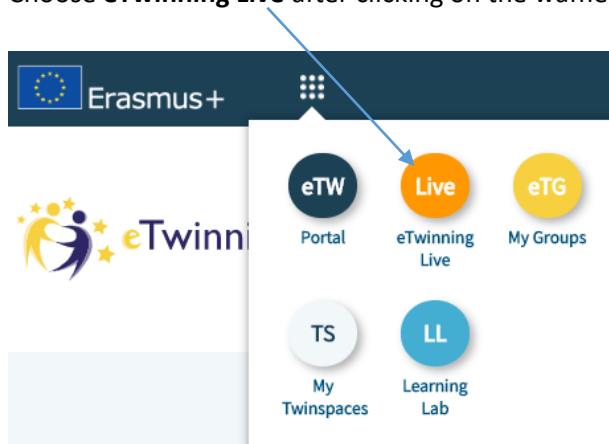 Choose eTwinning Live after clicking on the waffle
Erasmus+
eTW
Live
eTG
Portal
eTwinning
Live
My Groups
eTwinni
TS
LL
My
Twinspaces
Learning
Lab